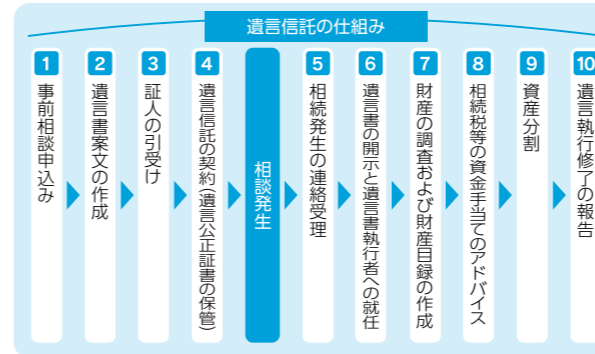 遺言信託の仕組み
1
事前相談申込み
2
遺言書案文の作成
3
証人の引受け
4
遺言信託の契約(遺言公正証書の保管)
相談発生
5
相続発生の連絡受理
6
遺言書の開示と遺言書執行者への就任
7
財産の調査および財産目録の作成
8
相続税等の資金手当てのアドバイス
9
資産分割
10
遺言執行修了の報告